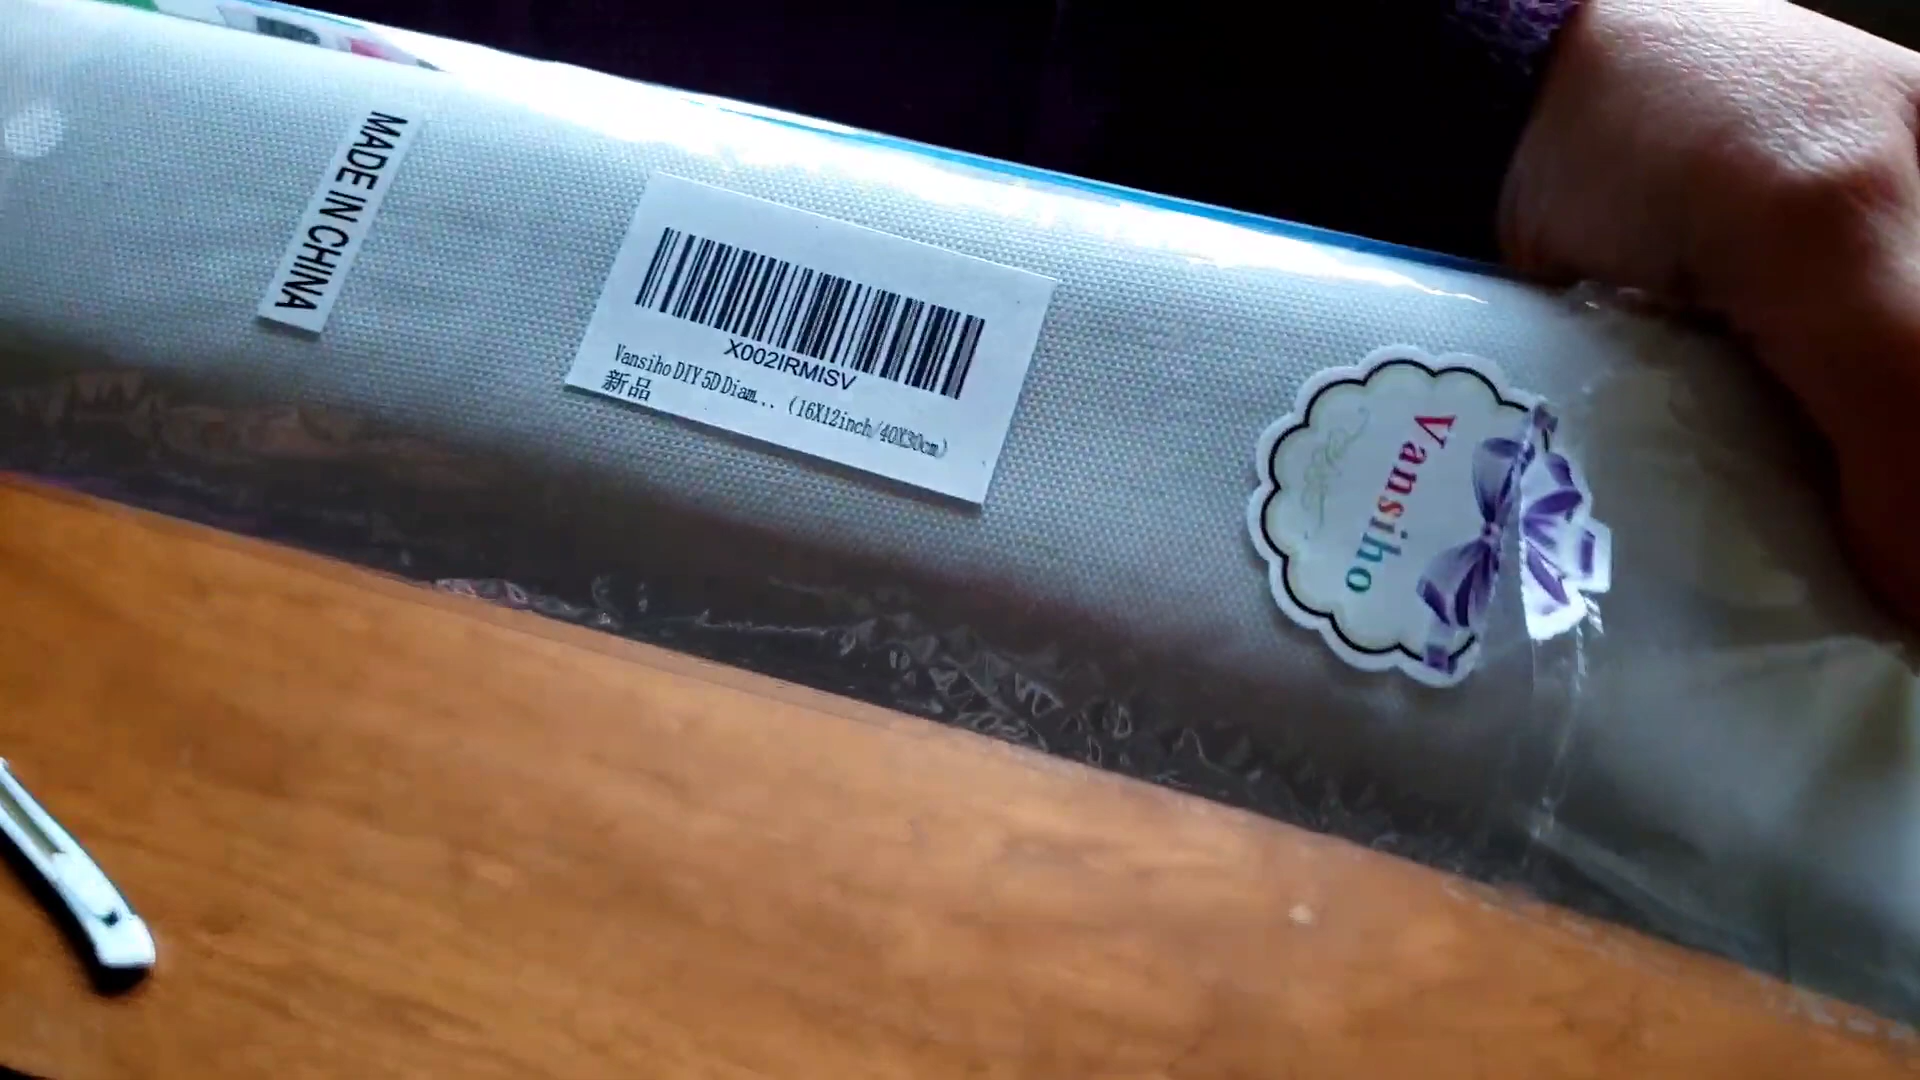 MADE IN CHINA
X002IRMISV
Vansiho DIY 5D Diam... (16X12inch/40X30cm)
新品
Vansiho